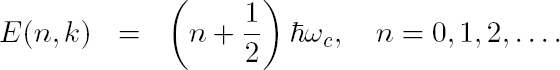 E(n, k) = (n + 1/2) ℏω_c, n = 0, 1, 2, . . . .